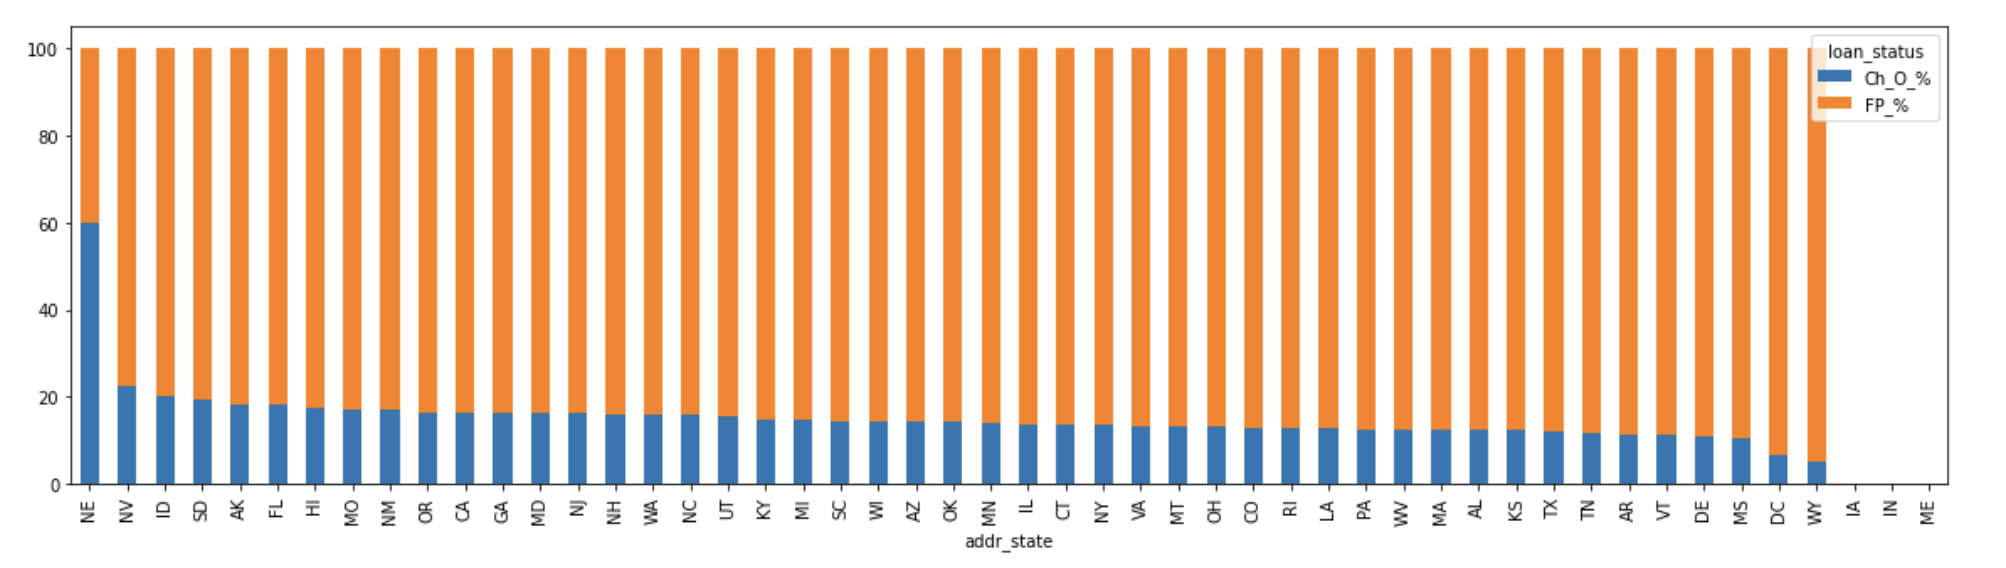 100
80
60
40
20
0
loan_status
Ch_O_%
FP_%
NE NV ID SD AK FL HI MO NM OR CA GA MD NJ NH WA NC UT KY MI SC WI AZ OK MN IL CT NY VA MT OH CO RI LA PA WV MA AL KS TX TN AR VT DE MS DC WY IA IN ME
addr_state